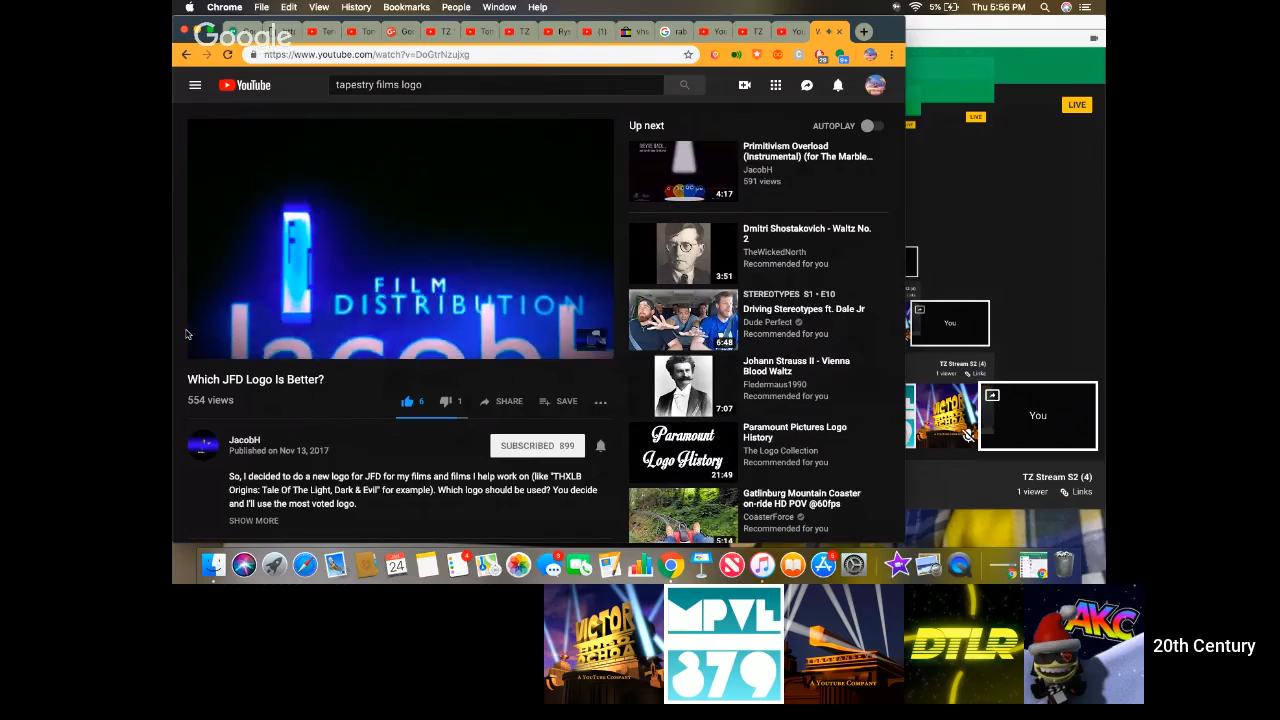 Chrome File Edit View History Bookmarks People Window Help
5% Thu 5:56 PM
Google
https://www.youtube.com/watch?v=DoGtrNzujxg
YouTube
tapestry films logo
FILM
DISTRIBUTION
JacobH
Which JFD Logo Is Better?
554 views
6 1 SHARE SAVE
JacobH
Published on Nov 13, 2017
SUBSCRIBED 899
So, I decided to do a new logo for JFD for my films and films I help work on (like "THXLB
Origins: Tale Of The Light, Dark & Evil" for example). Which logo should be used? You decide
and I'll use the most voted logo.
SHOW MORE
Up next
AUTOPLAY
Primitivism Overload
(Instrumental) (for The Marble...
JacobH
591 views
4:17
Dmitri Shostakovich - Waltz No.
2
TheWickedNorth
Recommended for you
3:51
STEREOTYPES S1 • E10
Driving Stereotypes ft. Dale Jr
Dude Perfect
Recommended for you
6:48
Johann Strauss II - Vienna
Blood Waltz
Fledermaus1990
Recommended for you
7:07
Paramount Pictures Logo
History
The Logo Collection
Recommended for you
Paramount
Logo History
21:49
Gatlinburg Mountain Coaster
on-ride HD POV @60fps
CoasterForce
Recommended for you
5:14
LIVE
LIVE
You
TZ Stream S2 (4)
1 viewer Links
You
TZ Stream S2 (4)
1 viewer Links
JAN
24
VICTOR
HUGO
OCHOA
A YOUTUBE COMPANY
MPVE
879
A YOUTUBE COMPANY
DTLR
AKC
20th Century